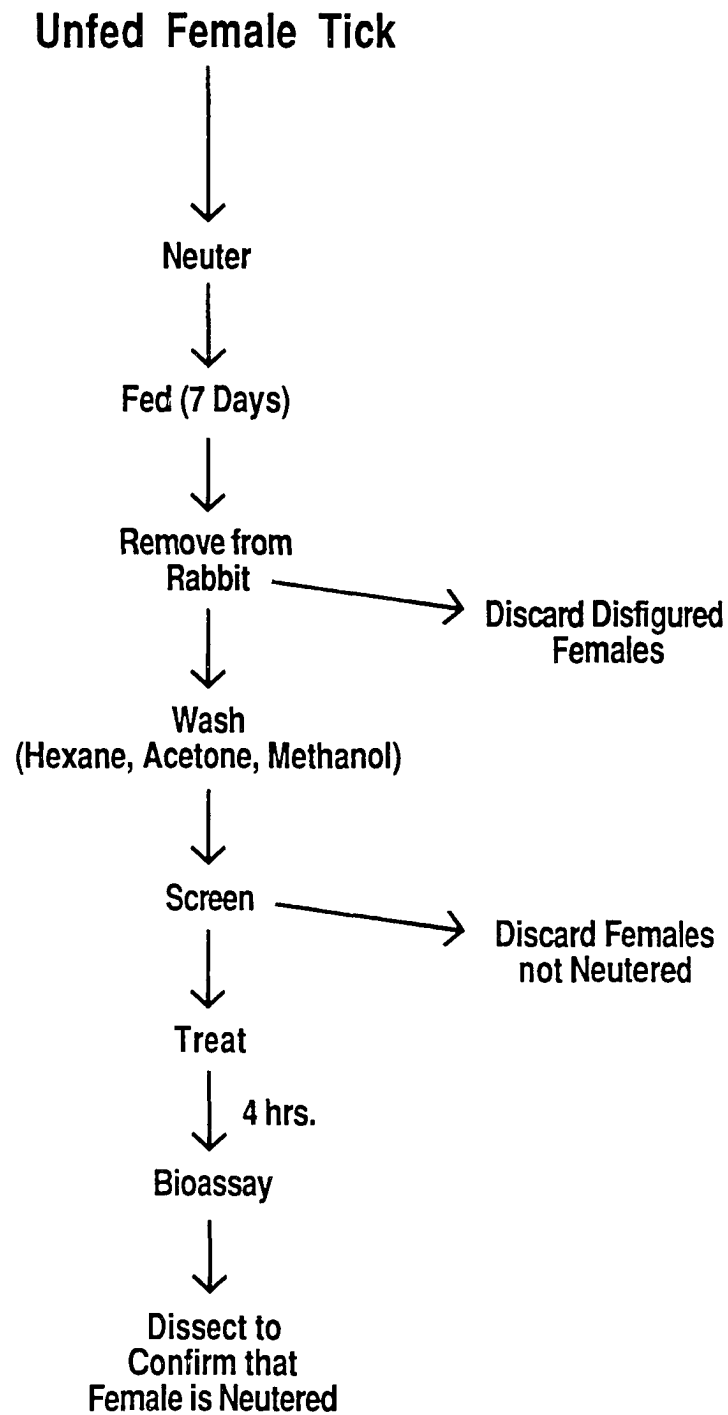 Unfed Female Tick
Neuter
Fed (7 Days)
Remove from
Rabbit
Discard Disfigured
Females
Wash
(Hexane, Acetone, Methanol)
Screen
Discard Females
not Neutered
Treat
4 hrs.
Bioassay
Dissect to
Confirm that
Female is Neutered